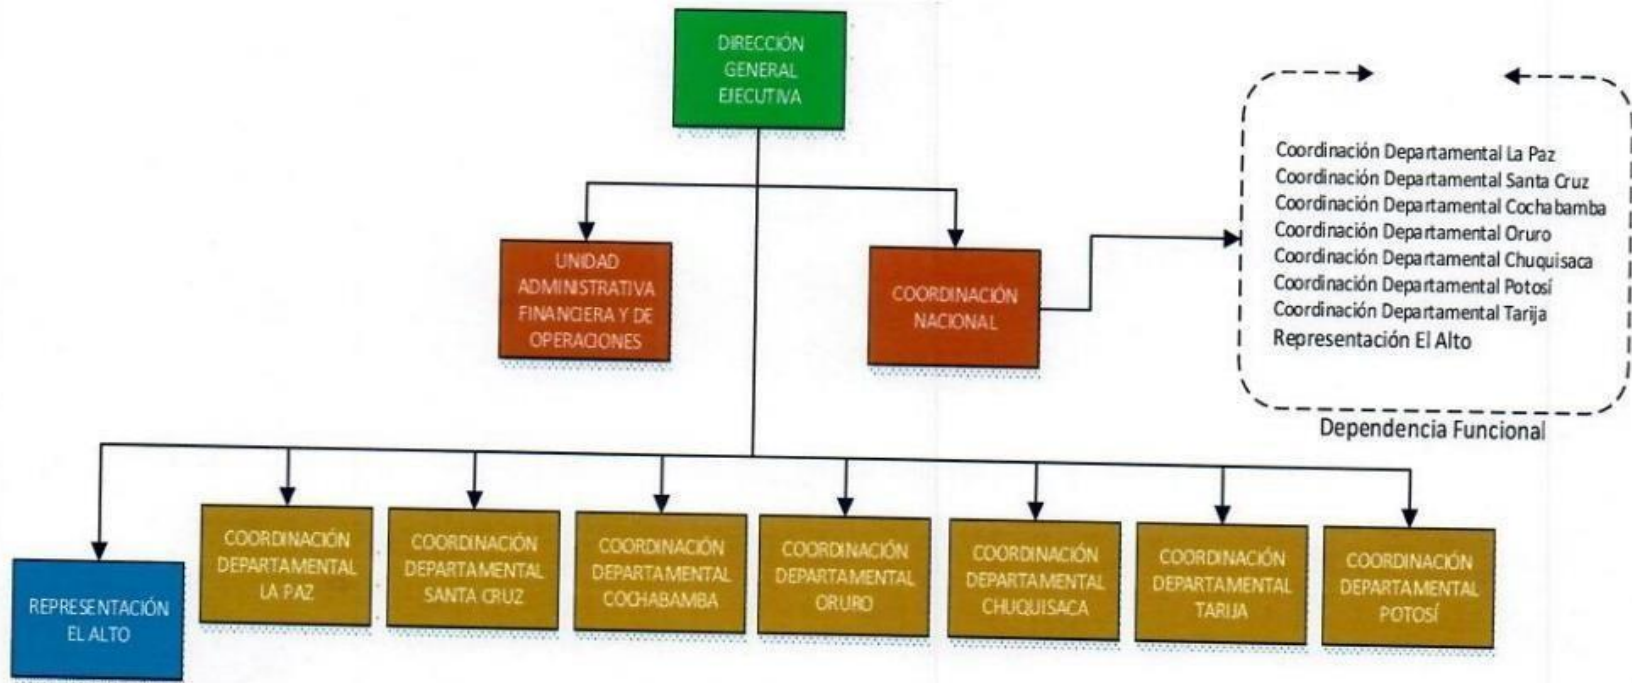 DIRECCIÓN
GENERAL
EJECUTIVA
UNIDAD
ADMINISTRATIVA
FINANCIERA Y DE
OPERACIONES
COORDINACIÓN
NACIONAL
Coordinación Departamental La Paz
Coordinación Departamental Santa Cruz
Coordinación Departamental Cochabamba
Coordinación Departamental Oruro
Coordinación Departamental Chuquisaca
Coordinación Departamental Potosí
Coordinación Departamental Tarija
Representación El Alto
Dependencia Funcional
REPRESENTACIÓN
EL ALTO
COORDINACIÓN
DEPARTAMENTAL
LA PAZ
COORDINACIÓN
DEPARTAMENTAL
SANTA CRUZ
COORDINACIÓN
DEPARTAMENTAL
COCHABAMBA
COORDINACIÓN
DEPARTAMENTAL
ORURO
COORDINACIÓN
DEPARTAMENTAL
CHUQUISACA
COORDINACIÓN
DEPARTAMENTAL
TARIJA
COORDINACIÓN
DEPARTAMENTAL
POTOSÍ